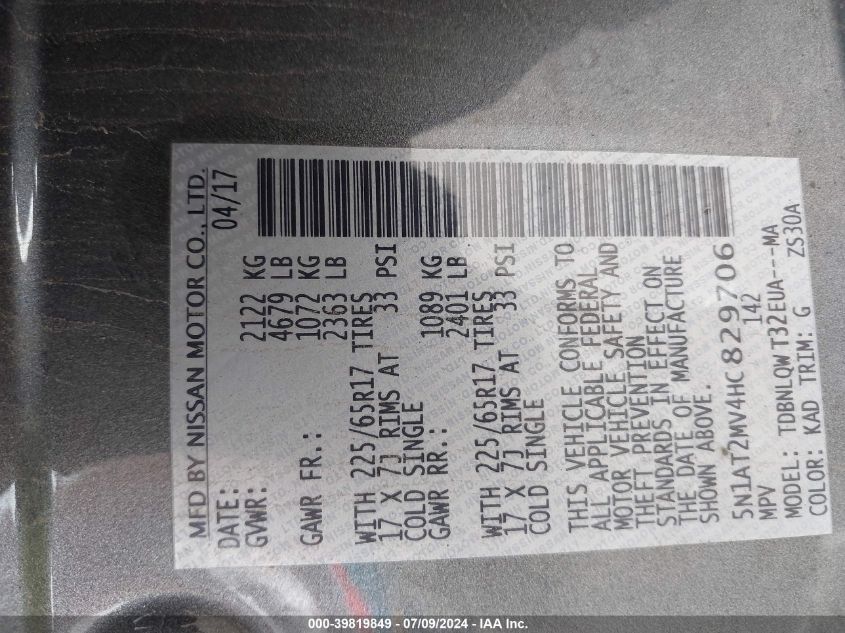 MFD BY NISSAN MOTOR CO., LTD.
DATE: 04/17
GVWR: 2122 KG
4679 LB
GAWR FR.: 1072 KG
2363 LB
WITH 225/65R17 TIRES
17 X 7J RIMS AT 33 PSI
COLD SINGLE
GAWR RR.: 1089 KG
2401 LB
WITH 225/65R17 TIRES
17 X 7J RIMS AT 33 PSI
COLD SINGLE
THIS VEHICLE CONFORMS TO
ALL APPLICABLE FEDERAL
MOTOR VEHICLE SAFETY AND
THEFT PREVENTION
STANDARDS IN EFFECT ON
THE DATE OF MANUFACTURE
SHOWN ABOVE.
5N1AT2MV4HC829706
MPV 142
MODEL: TDBNLQW T32EUA---MA
COLOR: KAD TRIM: G ZS30A
000-39819849 / 07/09/2024 - IAA Inc.